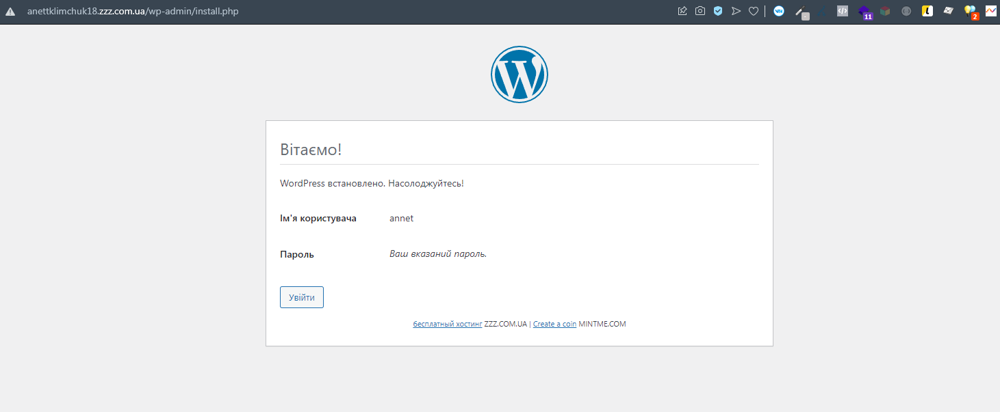 anettklimchuk18.zzz.com.ua/wp-admin/install.php
VPN
11
2
W
Вітаємо!
WordPress встановлено. Насолоджуйтесь!
Ім'я користувача annet
Пароль Ваш вказаний пароль.
Увійти
бесплатный хостинг ZZZ.COM.UA | Create a coin MINTME.COM